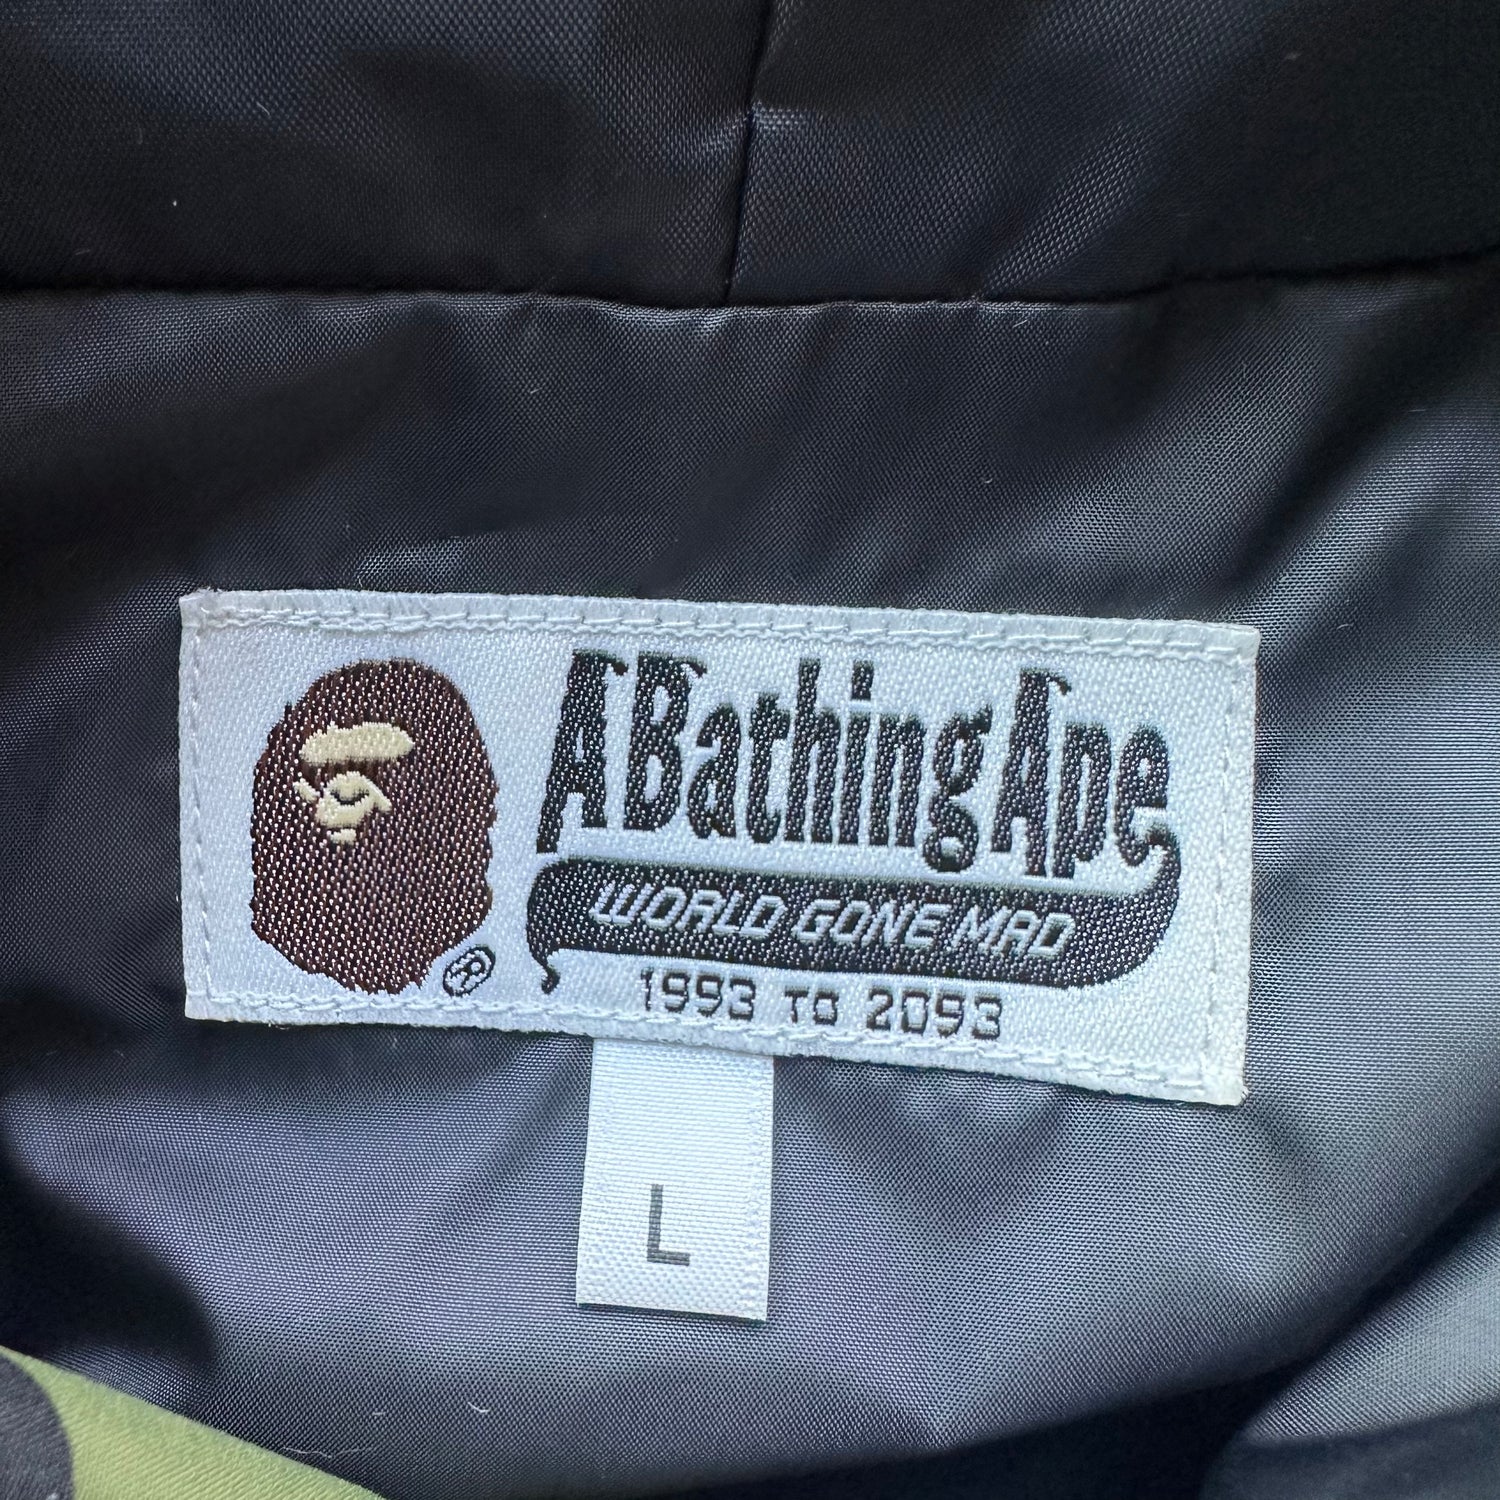 A Bathing Ape
WORLD GONE MAD
®
1993 TO 2093
L